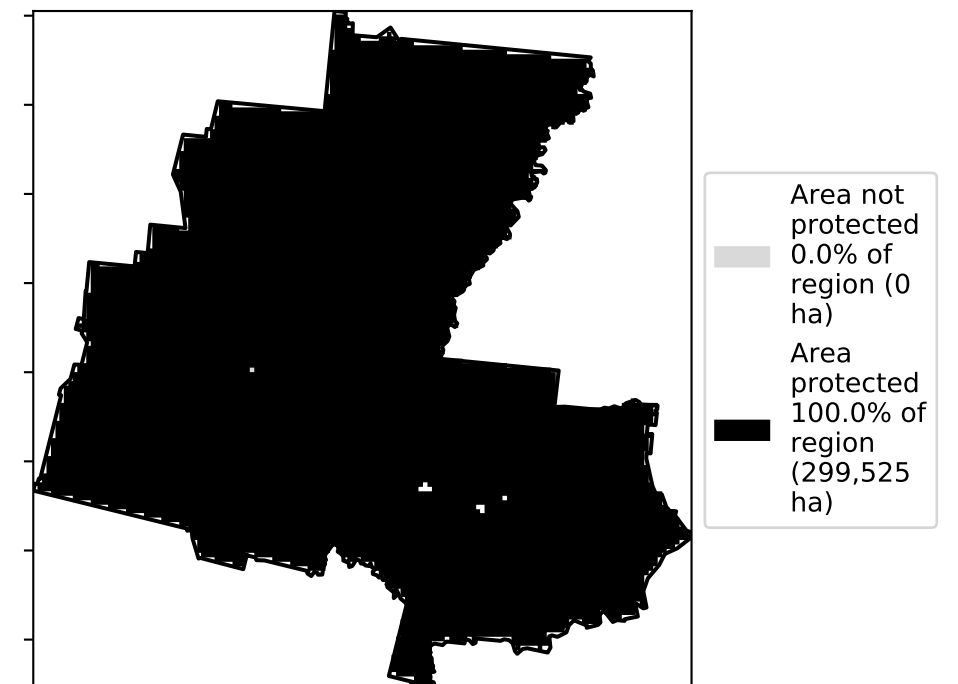 Area not
protected
0.0% of
region (0
ha)
Area
protected
100.0% of
region
(299,525
ha)